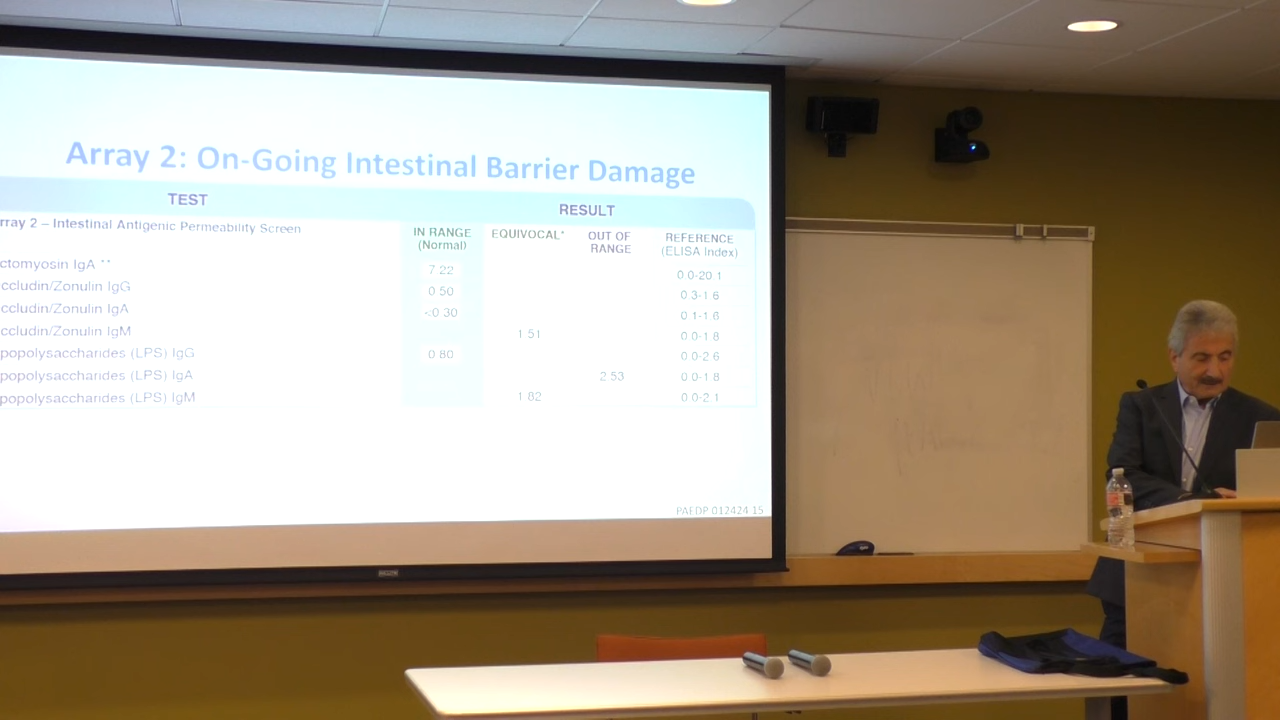 Array 2: On-Going Intestinal Barrier Damage
TEST RESULT
rray 2 – Intestinal Antigenic Permeability Screen
IN RANGE (Normal) EQUIVOCAL* OUT OF RANGE REFERENCE (ELISA Index)
ctomyosin IgA ** 7.22 0.0-20.1
ccludin/Zonulin IgG 0.50 0.3-1.6
ccludin/Zonulin IgA <0.30 0.1-1.6
ccludin/Zonulin IgM 1.51 0.0-1.8
popolysaccharides (LPS) IgG 0.80 0.0-2.6
popolysaccharides (LPS) IgA 2.53 0.0-1.8
popolysaccharides (LPS) IgM 1.82 0.0-2.1
PAEDP 012424 15